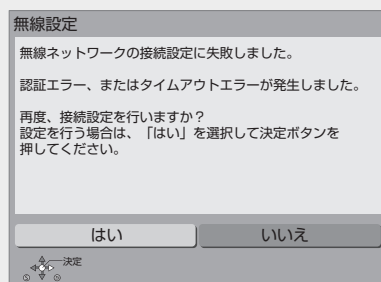 無線設定
無線ネットワークの接続設定に失敗しました。
認証エラー、またはタイムアウトエラーが発生しました。
再度、接続設定を行いますか？
設定を行う場合は、「はい」を選択して決定ボタンを
押してください。
はい
いいえ
決定